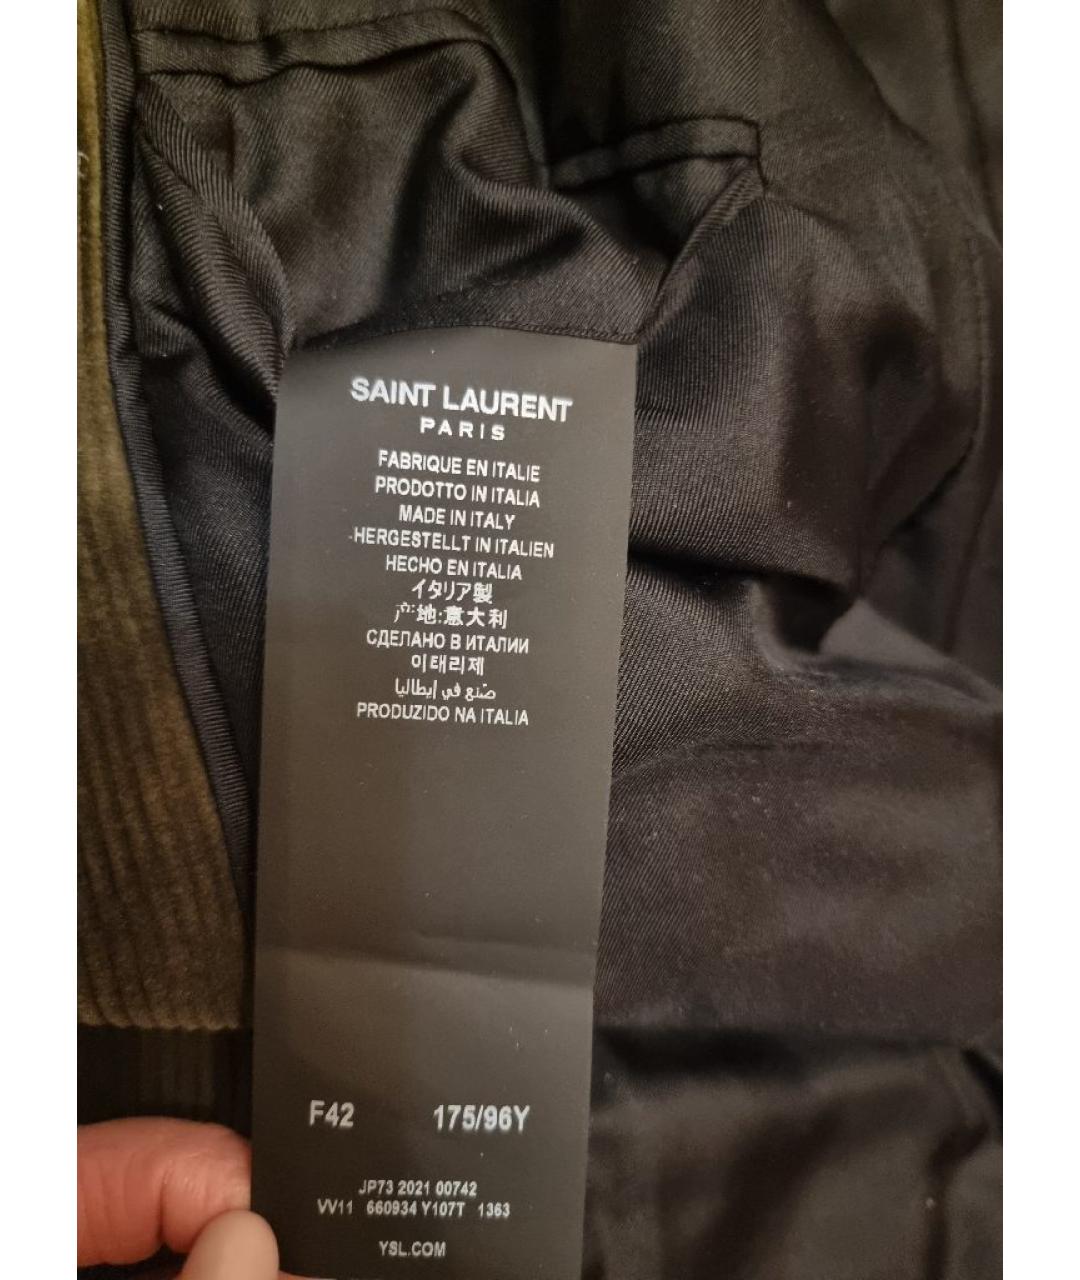 SAINT LAURENT
PARIS
FABRIQUE EN ITALIE
PRODOTTO IN ITALIA
MADE IN ITALY
HERGESTELLT IN ITALIEN
HECHO EN ITALIA
イタリア製
产地:意大利
СДЕЛАНО В ИТАЛИИ
이태리제
صنع في إيطاليا
PRODUZIDO NA ITALIA
F42 175/96Y
JP73 2021 00742
VV11 660934 Y107T 1363
YSL.COM